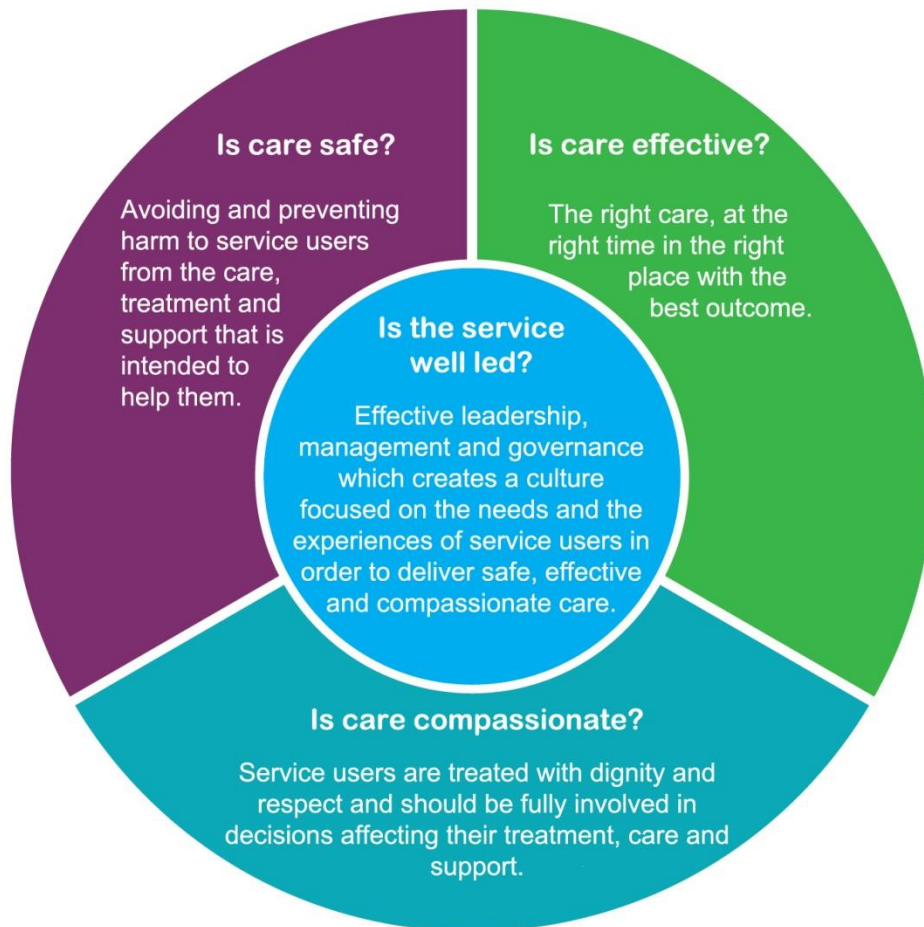 Is care safe?
Avoiding and preventing
harm to service users
from the care,
treatment and
support that is
intended to
help them.
Is care effective?
The right care, at the
right time in the right
place with the
best outcome.
Is the service
well led?
Effective leadership,
management and governance
which creates a culture
focused on the needs and the
experiences of service users in
order to deliver safe, effective
and compassionate care.
Is care compassionate?
Service users are treated with dignity and
respect and should be fully involved in
decisions affecting their treatment, care and
support.